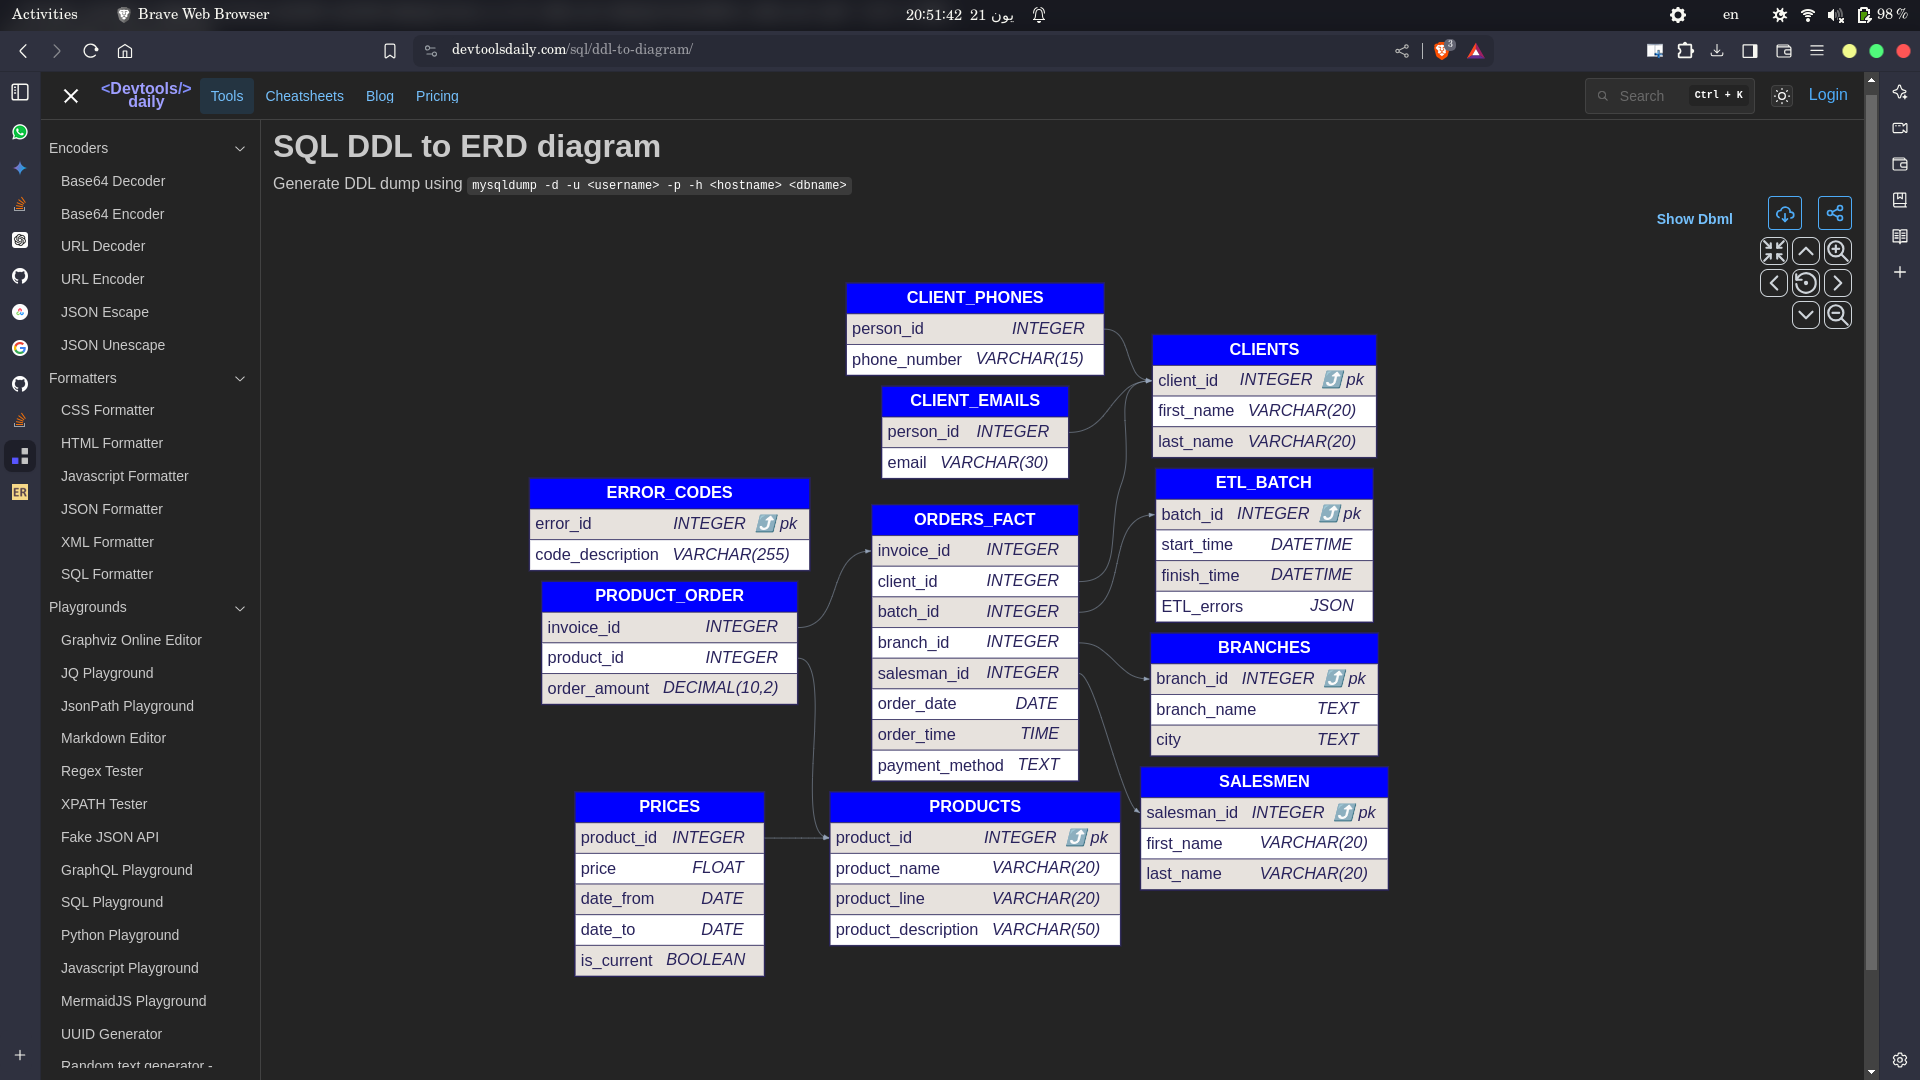 Activities
Brave Web Browser
20:51:42 21 يون
en
98 %
devtoolsdaily.com/sql/ddl-to-diagram/
3
<Devtools/>
daily
Tools
Cheatsheets
Blog
Pricing
Search
Ctrl + K
Login
Encoders
Base64 Decoder
Base64 Encoder
URL Decoder
URL Encoder
JSON Escape
JSON Unescape
Formatters
CSS Formatter
HTML Formatter
Javascript Formatter
JSON Formatter
XML Formatter
SQL Formatter
Playgrounds
Graphviz Online Editor
JQ Playground
JsonPath Playground
Markdown Editor
Regex Tester
XPATH Tester
Fake JSON API
GraphQL Playground
SQL Playground
Python Playground
Javascript Playground
MermaidJS Playground
UUID Generator
Random text generator -
ER
SQL DDL to ERD diagram
Generate DDL dump using mysqldump -d -u <username> -p -h <hostname> <dbname>
Show Dbml
CLIENT_PHONES
person_id INTEGER
phone_number VARCHAR(15)
CLIENT_EMAILS
person_id INTEGER
email VARCHAR(30)
CLIENTS
client_id INTEGER pk
first_name VARCHAR(20)
last_name VARCHAR(20)
ERROR_CODES
error_id INTEGER pk
code_description VARCHAR(255)
PRODUCT_ORDER
invoice_id INTEGER
product_id INTEGER
order_amount DECIMAL(10,2)
ORDERS_FACT
invoice_id INTEGER
client_id INTEGER
batch_id INTEGER
branch_id INTEGER
salesman_id INTEGER
order_date DATE
order_time TIME
payment_method TEXT
ETL_BATCH
batch_id INTEGER pk
start_time DATETIME
finish_time DATETIME
ETL_errors JSON
BRANCHES
branch_id INTEGER pk
branch_name TEXT
city TEXT
SALESMEN
salesman_id INTEGER pk
first_name VARCHAR(20)
last_name VARCHAR(20)
PRICES
product_id INTEGER
price FLOAT
date_from DATE
date_to DATE
is_current BOOLEAN
PRODUCTS
product_id INTEGER pk
product_name VARCHAR(20)
product_line VARCHAR(20)
product_description VARCHAR(50)